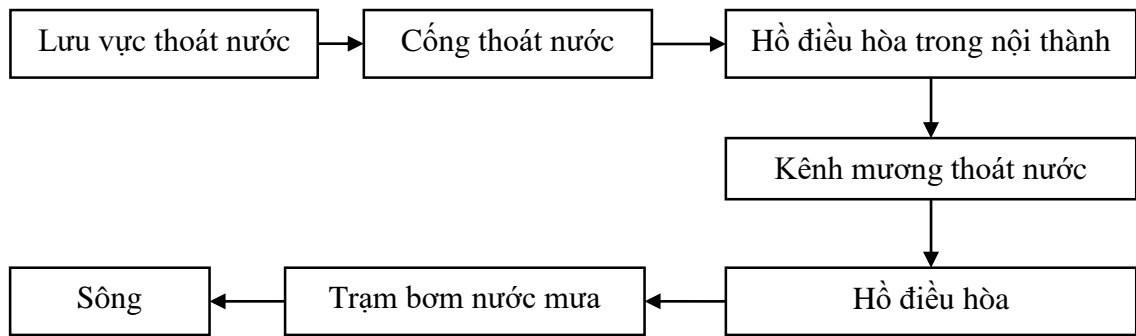 Lưu vực thoát nước
Cống thoát nước
Hồ điều hòa trong nội thành
Kênh mương thoát nước
Hồ điều hòa
Trạm bơm nước mưa
Sông